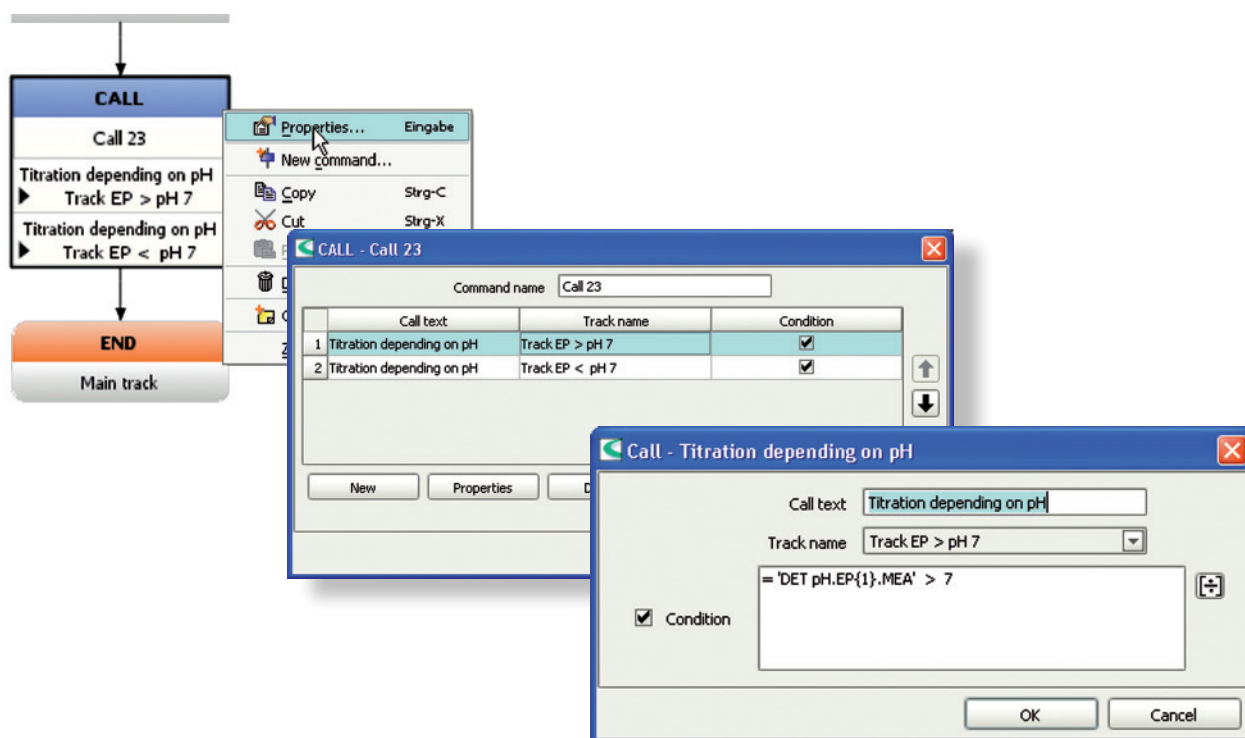 CALL
Call 23
Titration depending on pH
Track EP > pH 7
Titration depending on pH
Track EP < pH 7
END
Main track
Properties... Eingabe
New command...
Copy Strg-C
Cut Strg-X
CALL - Call 23
Command name Call 23
Call text Track name Condition
1 Titration depending on pH Track EP > pH 7
2 Titration depending on pH Track EP < pH 7
New Properties
Call - Titration depending on pH
Call text Titration depending on pH
Track name Track EP > pH 7
= 'DET pH.EP{1}.MEA' > 7
Condition
OK Cancel